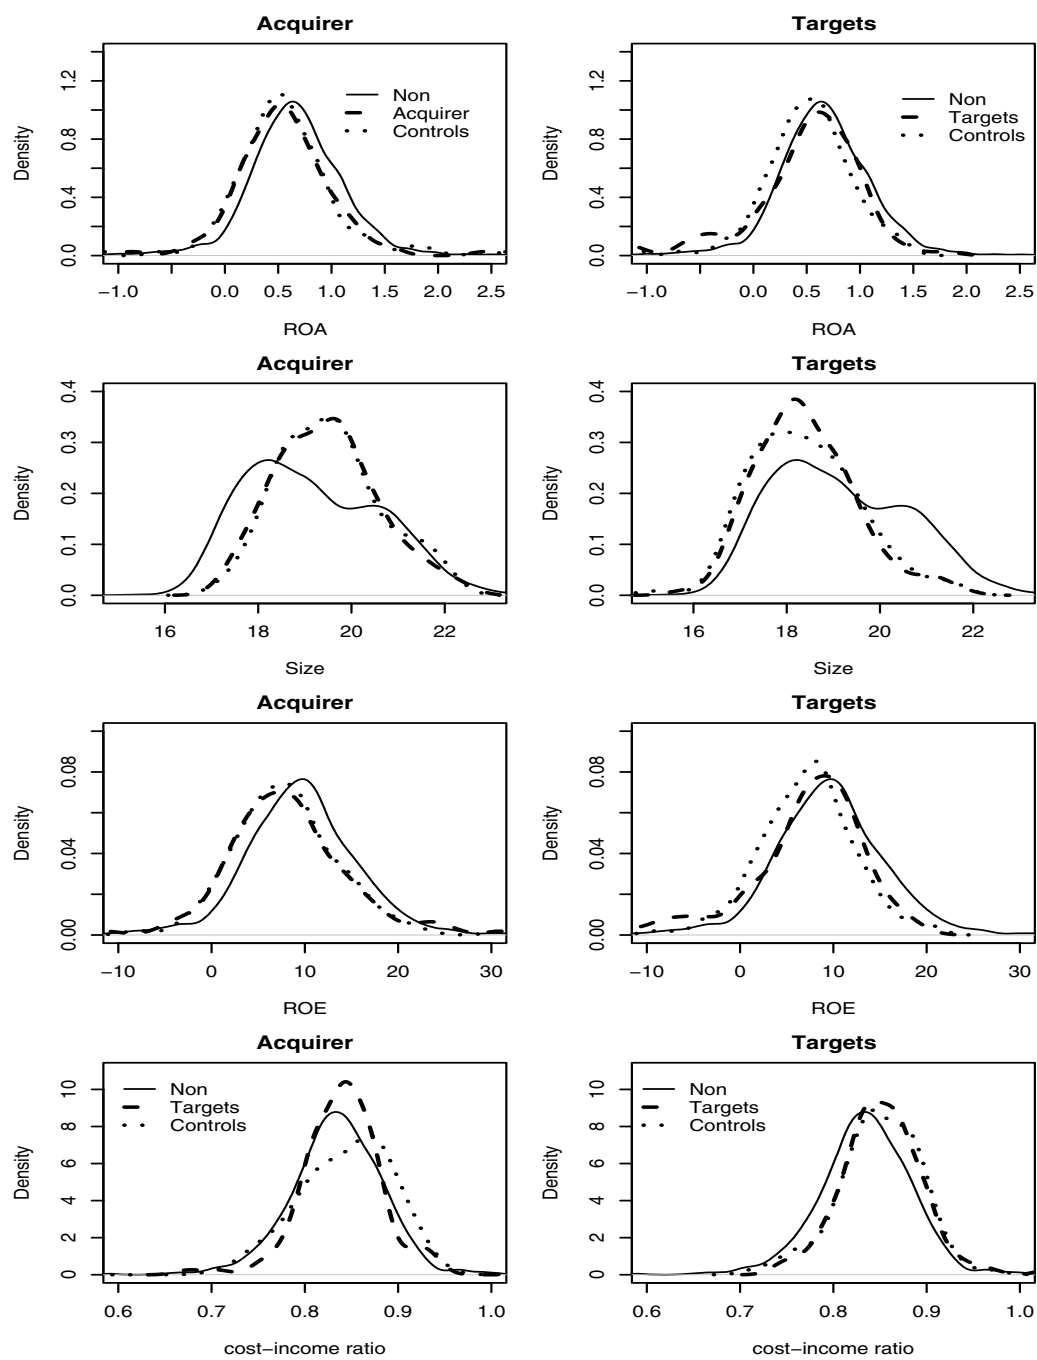 Acquirer
Density
0.0 0.4 0.8 1.2
Non
Acquirer
Controls
−1.0 0.0 0.5 1.0 1.5 2.0 2.5
ROA
Targets
Density
0.0 0.4 0.8 1.2
Non
Targets
Controls
−1.0 0.0 0.5 1.0 1.5 2.0 2.5
ROA
Acquirer
Density
0.0 0.1 0.2 0.3 0.4
16 18 20 22
Size
Targets
Density
0.0 0.1 0.2 0.3 0.4
16 18 20 22
Size
Acquirer
Density
0.00 0.04 0.08
−10 0 10 20 30
ROE
Targets
Density
0.00 0.04 0.08
−10 0 10 20 30
ROE
Acquirer
Density
0 2 4 6 8 10
Non
Targets
Controls
0.6 0.7 0.8 0.9 1.0
cost−income ratio
Targets
Density
0 2 4 6 8 10
Non
Targets
Controls
0.6 0.7 0.8 0.9 1.0
cost−income ratio